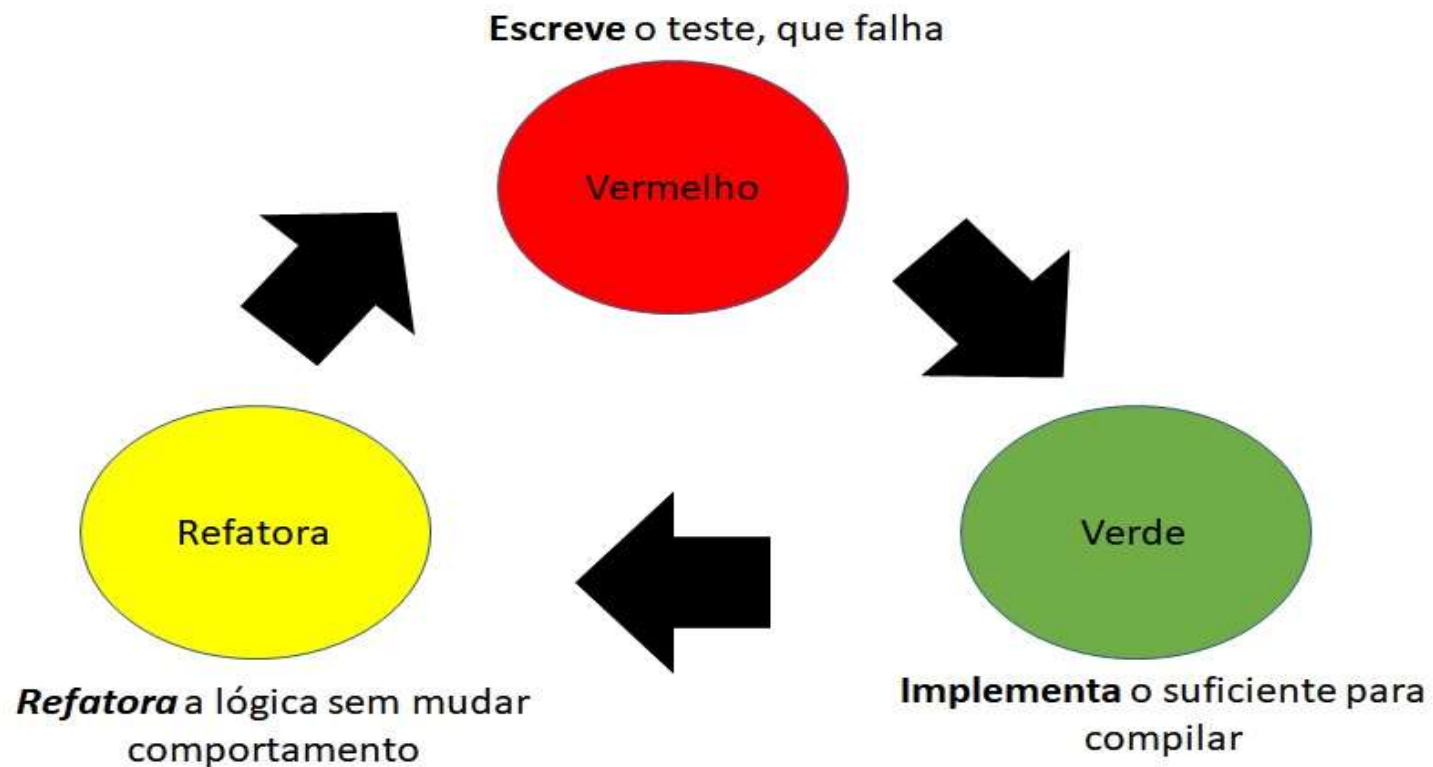 Escreve o teste, que falha
Vermelho
Refatora
Verde
Refatora a lógica sem mudar
comportamento
Implementa o suficiente para
compilar